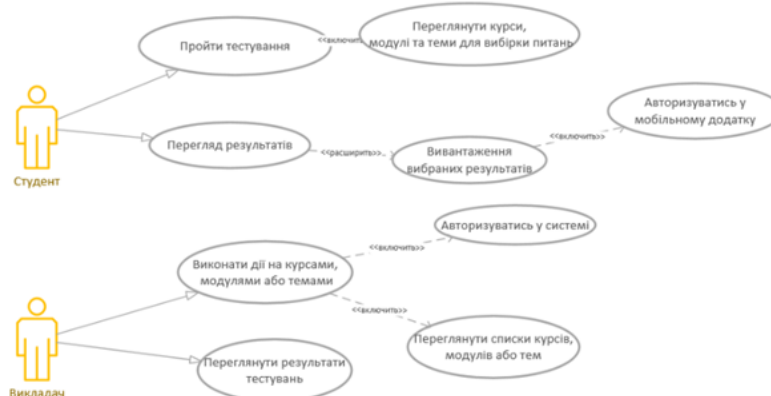 Пройти тестування
<<включить>>
Переглянути курси,
модулі та теми для вибірки питань
Студент
Перегляд результатів
<<расширить>>
Вивантаження
вибраних результатів
<<включить>>
Авторизуватись у
мобільному додатку
Виконати дії на курсами,
модулями або темами
<<включить>>
Авторизуватись у системі
<<включить>>
Переглянути списки курсів,
модулів або тем
Переглянути результати
тестувань
Викладач